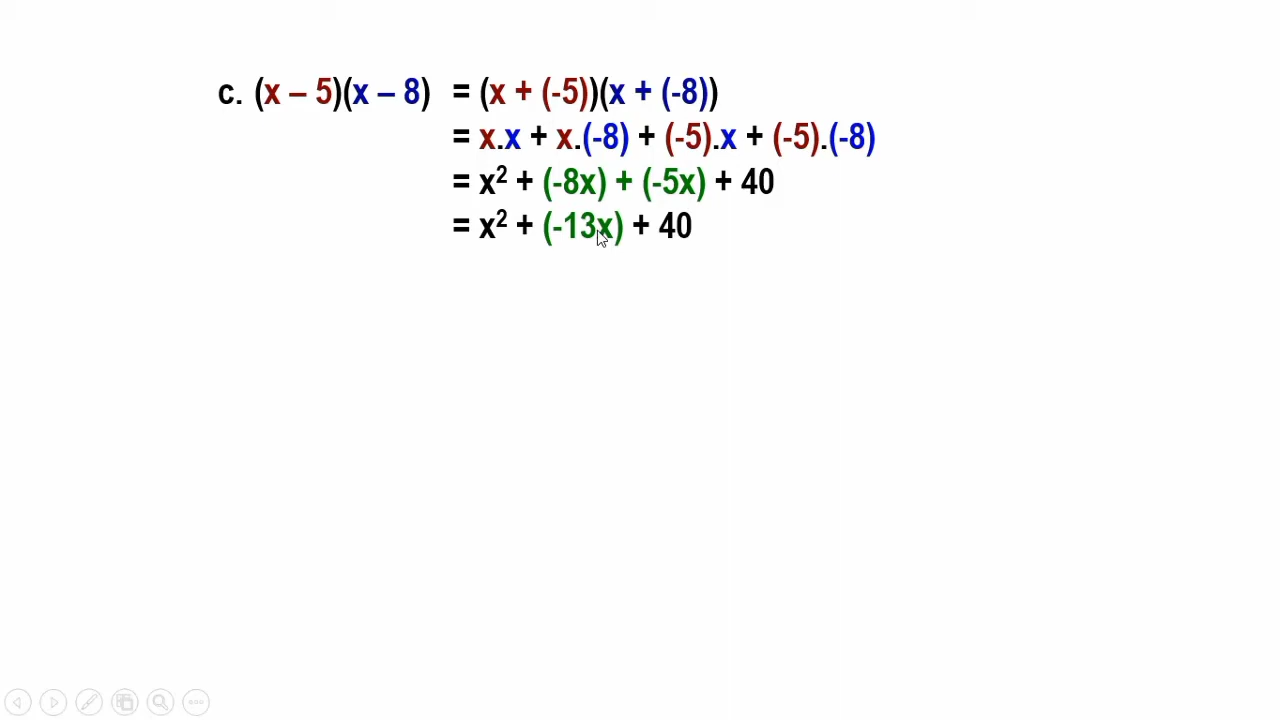 c. (x – 5)(x – 8) = (x + (-5))(x + (-8))
= x.x + x.(-8) + (-5).x + (-5).(-8)
= x² + (-8x) + (-5x) + 40
= x² + (-13x) + 40